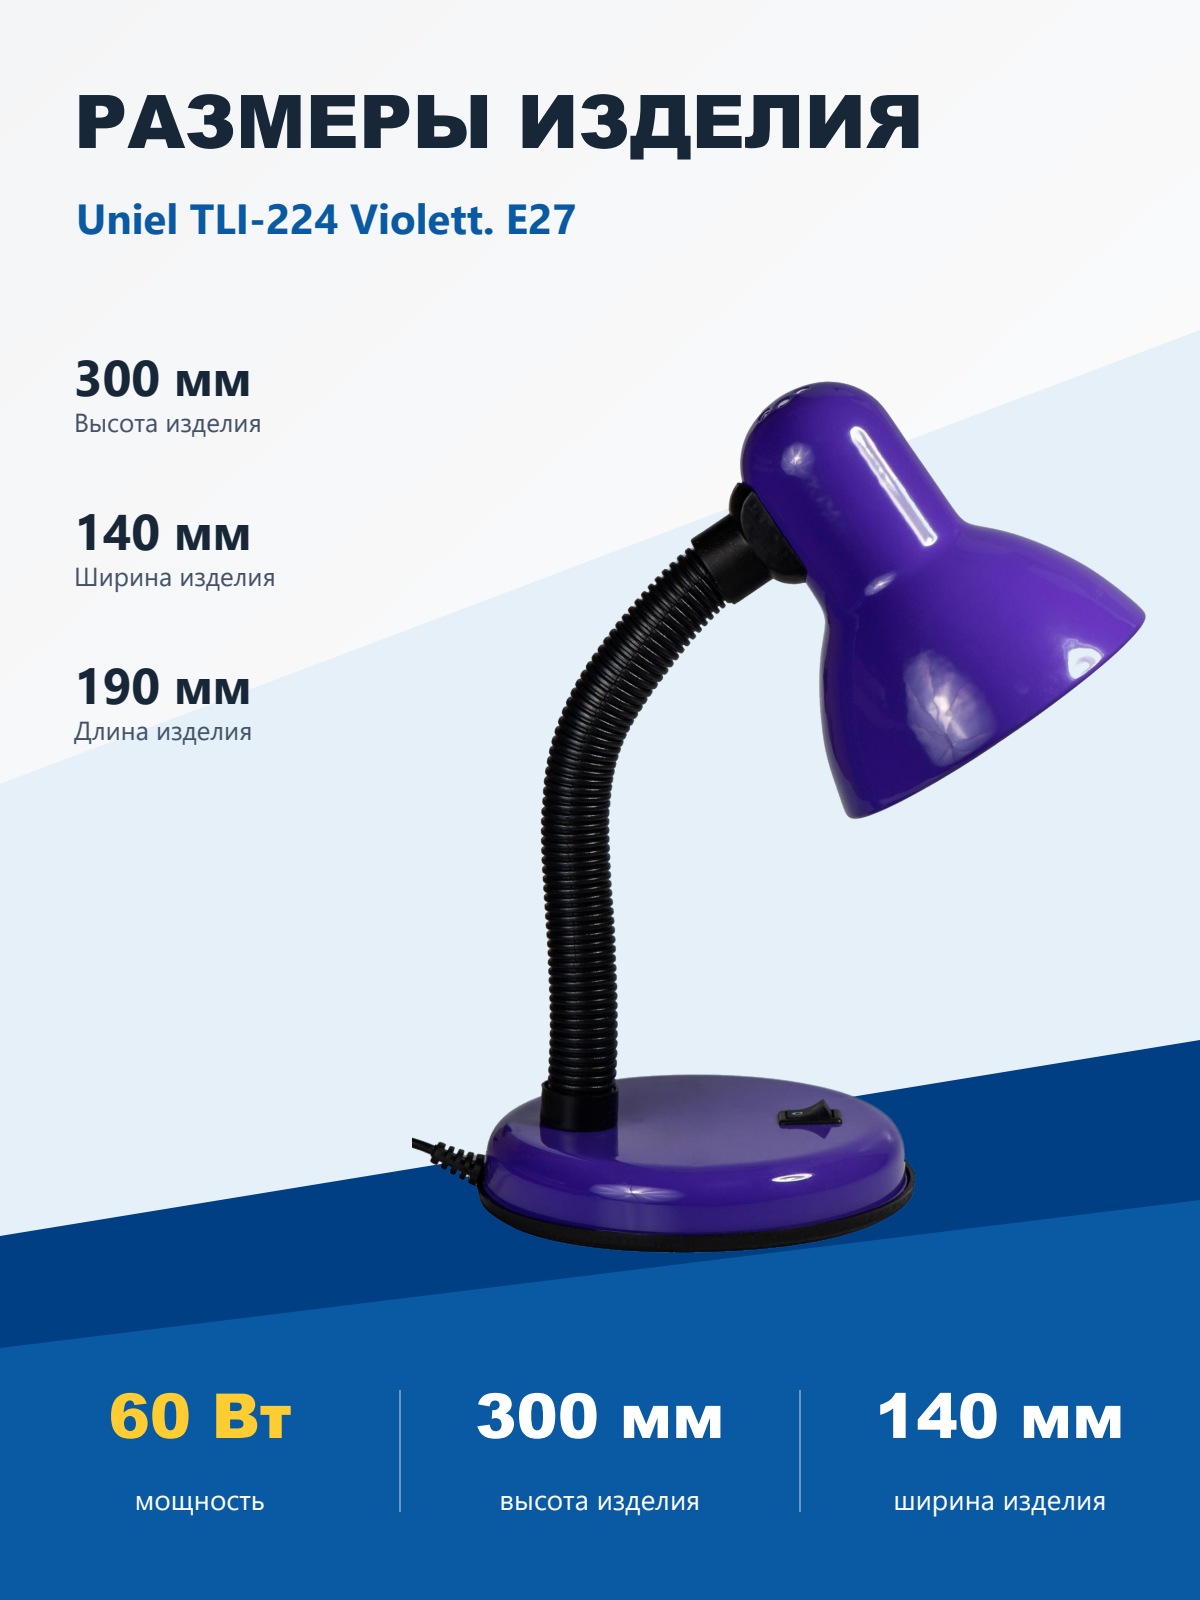 РАЗМЕРЫ ИЗДЕЛИЯ
Uniel TLI-224 Violett. E27
300 мм
Высота изделия
140 мм
Ширина изделия
190 мм
Длина изделия
60 Вт
мощность
300 мм
высота изделия
140 мм
ширина изделия